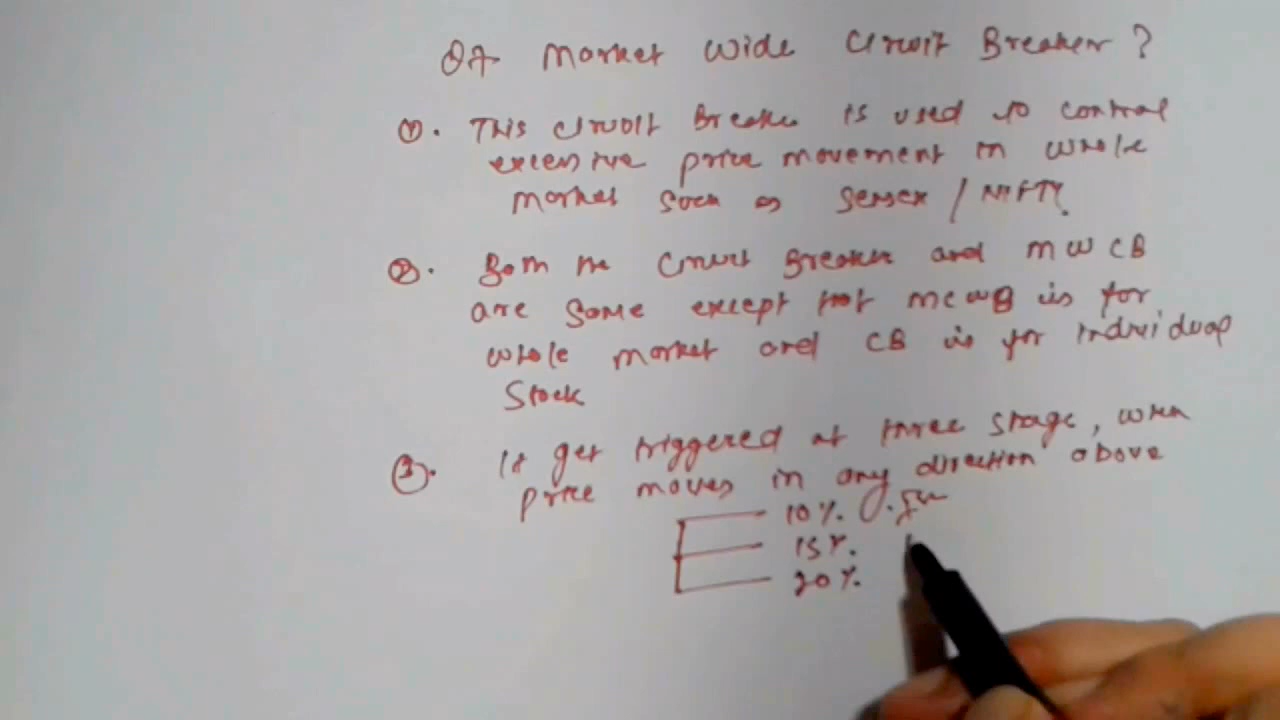 Market Wide Circuit Breaker?
(1). This circuit Breaker is used to control
excessive price movement in whole
market such as Sensex / NIFTY.
(2). Both the Circuit Breaker and MWCB
are same except that MCWB is for
whole market and CB is for individual
Stock
(3). It get triggered at three stage, when
price moves in any direction above
10%.
15%.
20%.